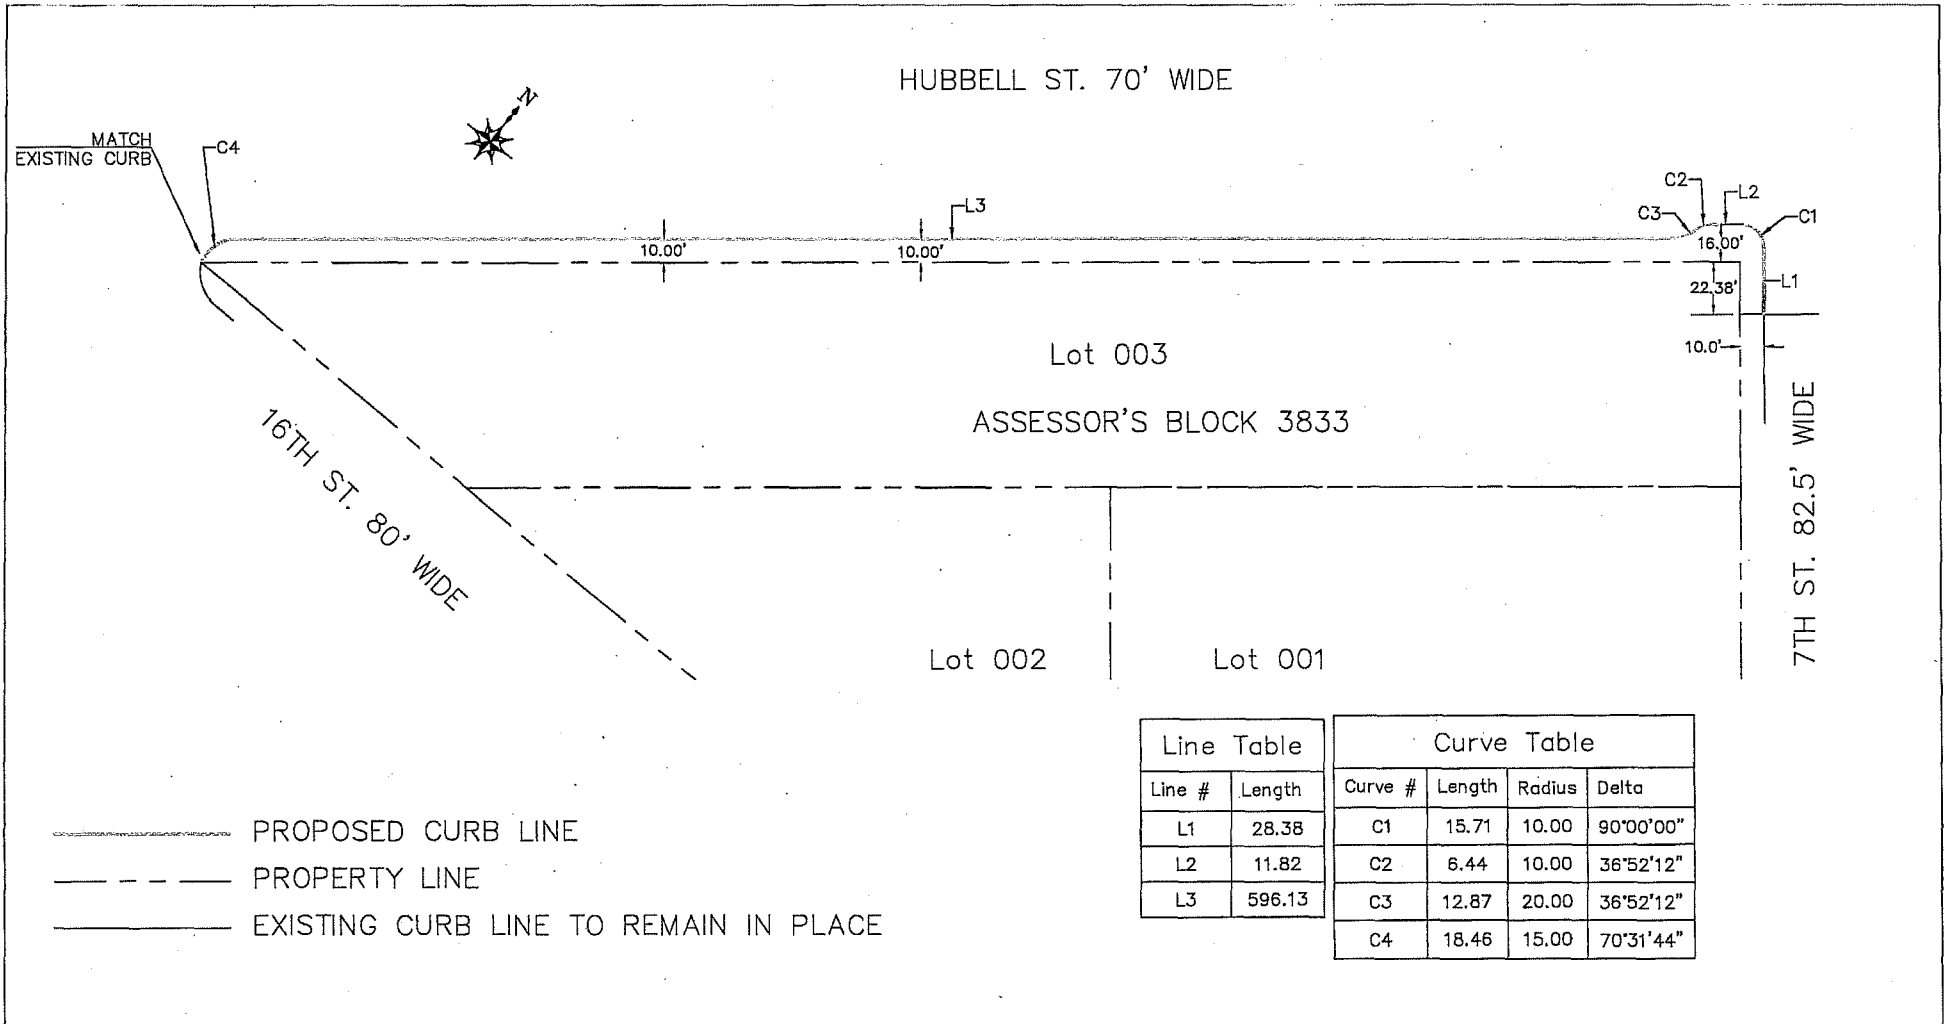 HUBBELL ST. 70' WIDE
N
MATCH
EXISTING CURB
C4
L3
C2
L2
C3
C1
10.00'
10.00'
16.00'
22.38'
L1
10.0'
Lot 003
ASSESSOR'S BLOCK 3833
16TH ST. 80' WIDE
7TH ST. 82.5' WIDE
Lot 002
Lot 001
Line Table
Line # Length
L1 28.38
L2 11.82
L3 596.13
Curve Table
Curve # Length Radius Delta
C1 15.71 10.00 90°00'00"
C2 6.44 10.00 36°52'12"
C3 12.87 20.00 36°52'12"
C4 18.46 15.00 70°31'44"
PROPOSED CURB LINE
PROPERTY LINE
EXISTING CURB LINE TO REMAIN IN PLACE